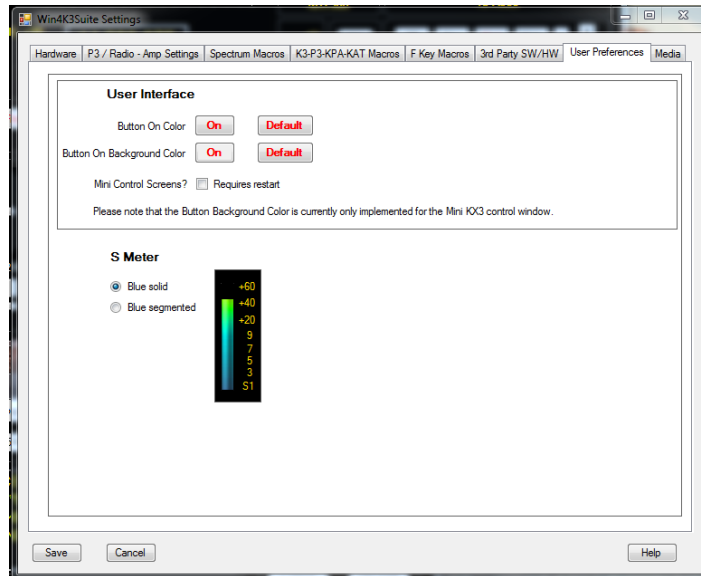 Win4K3Suite Settings
Hardware P3 / Radio - Amp Settings Spectrum Macros K3-P3-KPA-KAT Macros F Key Macros 3rd Party SW/HW User Preferences Media
User Interface
Button On Color On Default
Button On Background Color On Default
Mini Control Screens? Requires restart
Please note that the Button Background Color is currently only implemented for the Mini KX3 control window.
S Meter
Blue solid
Blue segmented
+60
+40
+20
9
7
5
3
S1
Save Cancel Help